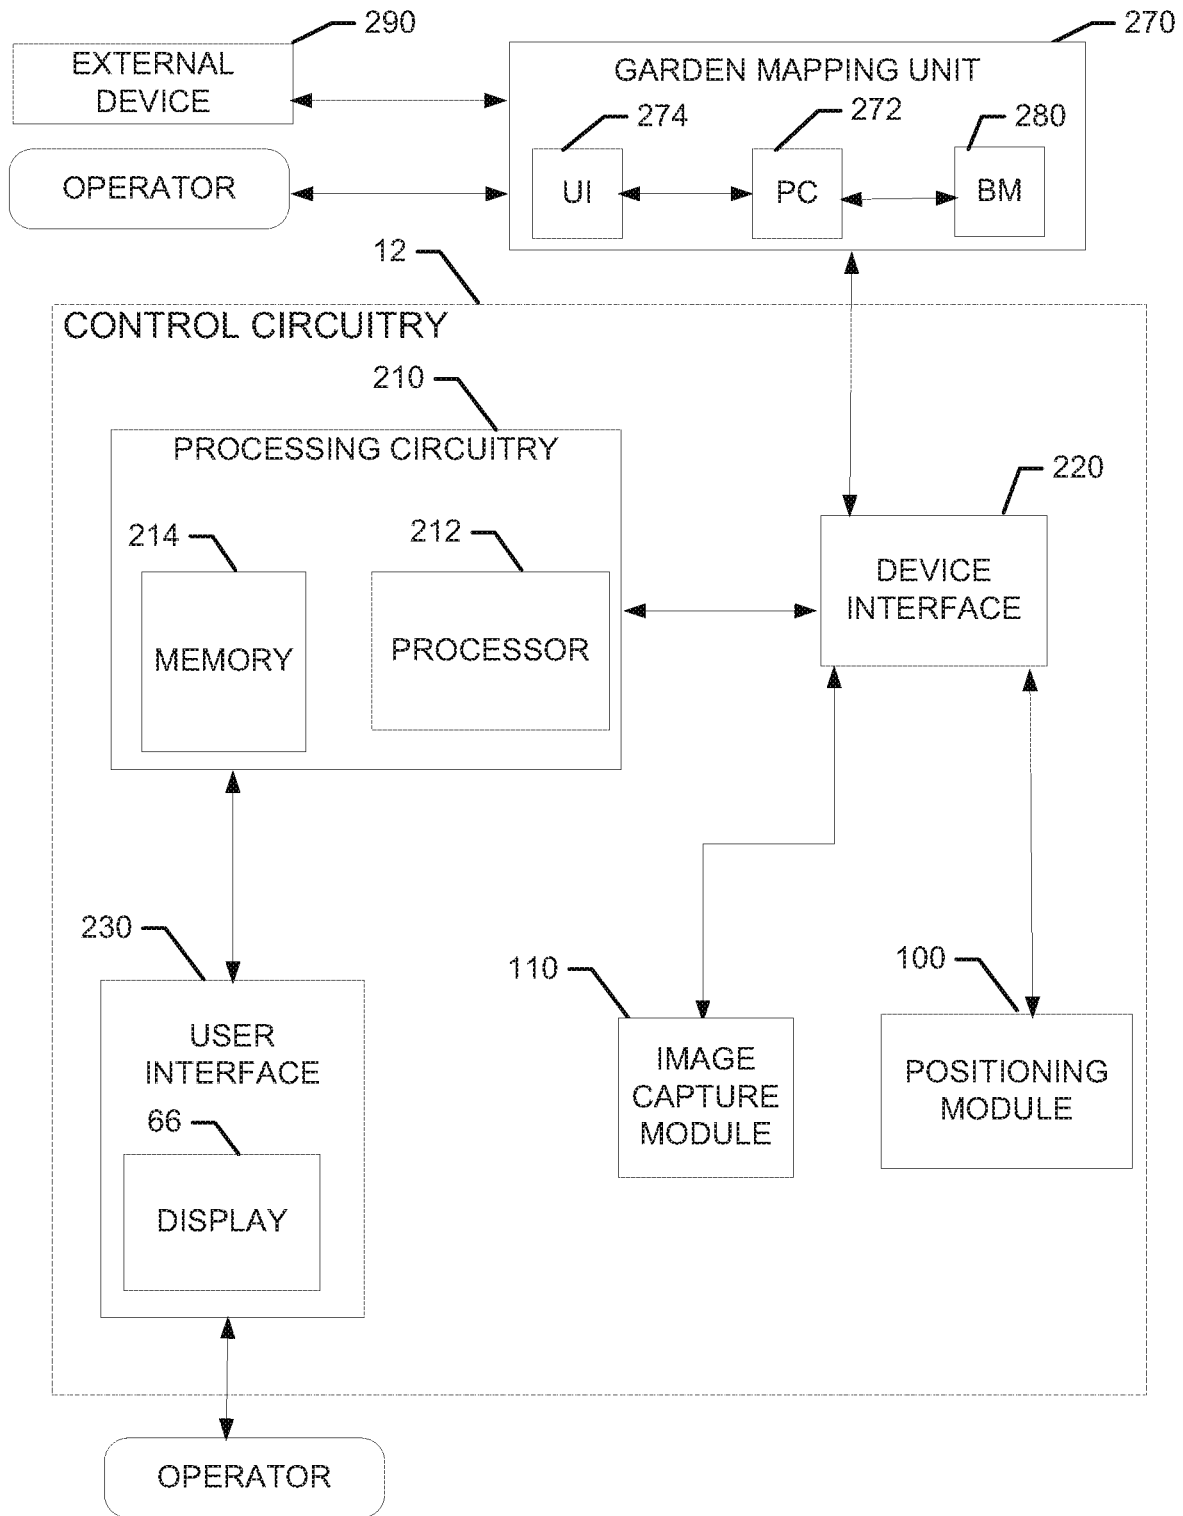 290
EXTERNAL
DEVICE
270
GARDEN MAPPING UNIT
274
272
280
UI
PC
BM
OPERATOR
12
CONTROL CIRCUITRY
210
PROCESSING CIRCUITRY
214
212
MEMORY
PROCESSOR
220
DEVICE
INTERFACE
230
USER
INTERFACE
66
DISPLAY
110
IMAGE
CAPTURE
MODULE
100
POSITIONING
MODULE
OPERATOR